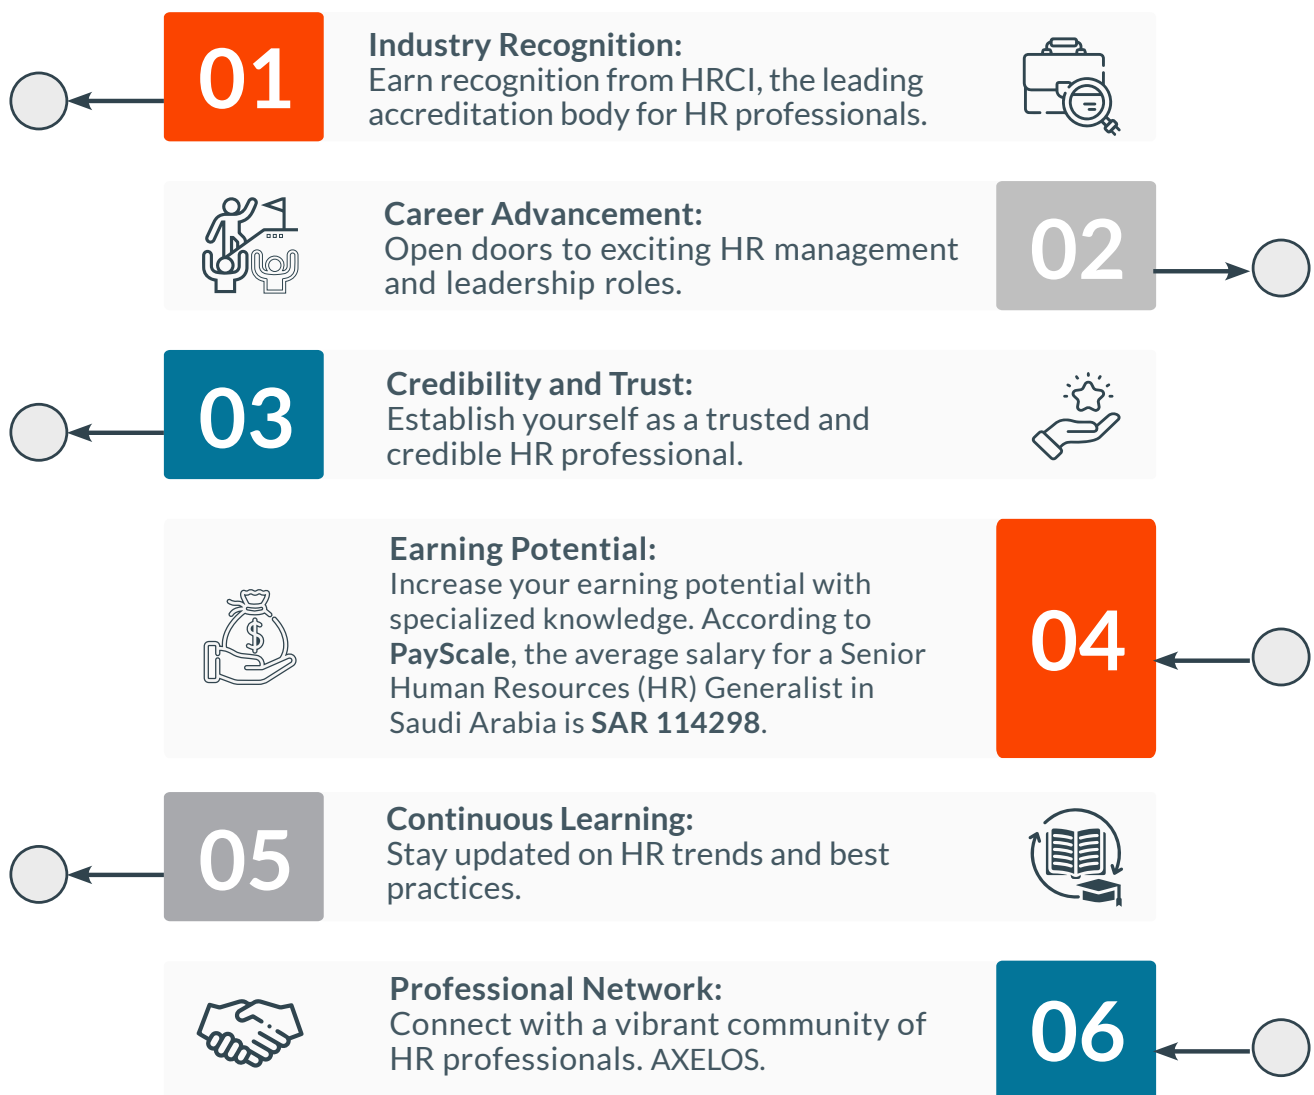 01
Industry Recognition:
Earn recognition from HRCI, the leading
accreditation body for HR professionals.
Career Advancement:
Open doors to exciting HR management
and leadership roles.
02
03
Credibility and Trust:
Establish yourself as a trusted and
credible HR professional.
Earning Potential:
Increase your earning potential with
specialized knowledge. According to
PayScale, the average salary for a Senior
Human Resources (HR) Generalist in
Saudi Arabia is SAR 114298.
04
$
05
Continuous Learning:
Stay updated on HR trends and best
practices.
Professional Network:
Connect with a vibrant community of
HR professionals. AXELOS.
06